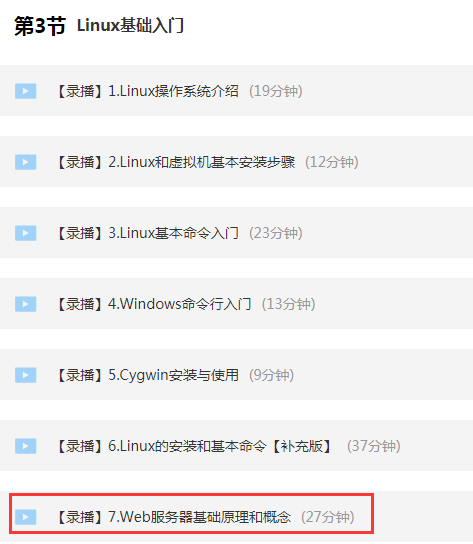 第3节 Linux基础入门
【录播】1.Linux操作系统介绍 (19分钟)
【录播】2.Linux和虚拟机基本安装步骤 (12分钟)
【录播】3.Linux基本命令入门 (23分钟)
【录播】4.Windows命令行入门 (13分钟)
【录播】5.Cygwin安装与使用 (9分钟)
【录播】6.Linux的安装和基本命令【补充版】 (37分钟)
【录播】7.Web服务器基础原理和概念 (27分钟)